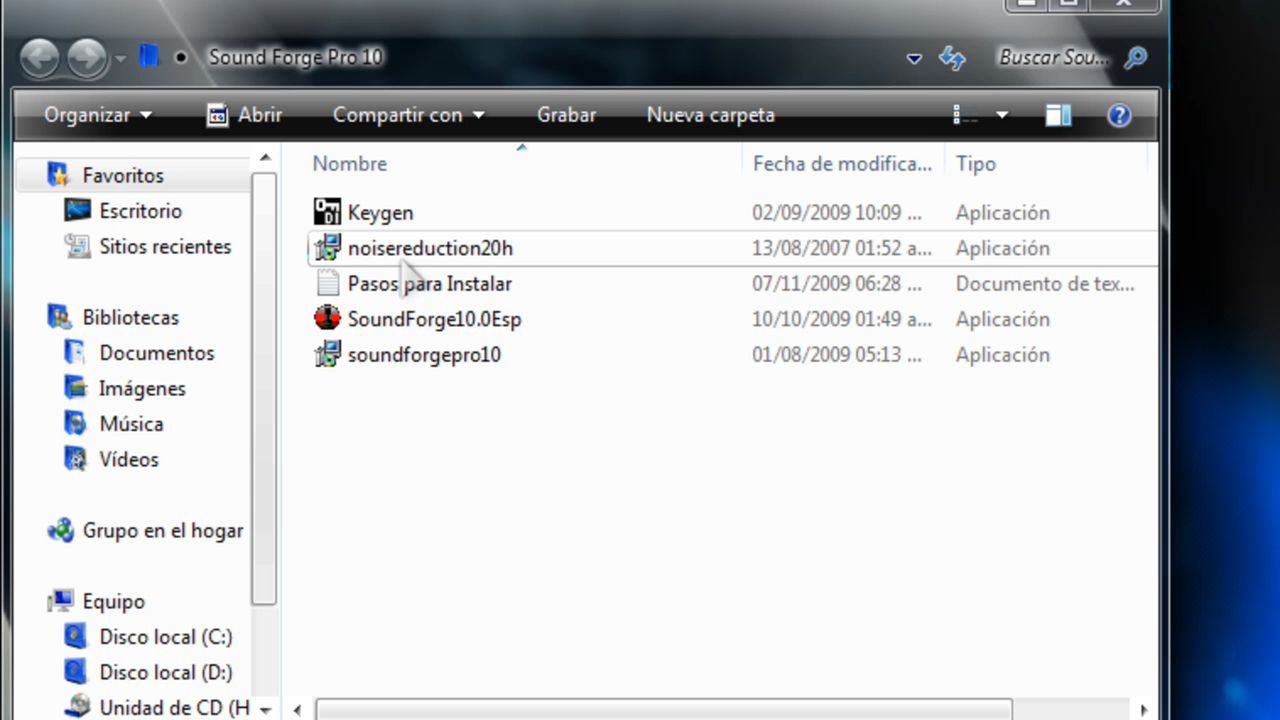 Sound Forge Pro 10
Buscar Sou...
Organizar
Abrir
Compartir con
Grabar
Nueva carpeta
Nombre
Fecha de modifica...
Tipo
Favoritos
Escritorio
Sitios recientes
Bibliotecas
Documentos
Imágenes
Música
Vídeos
Grupo en el hogar
Equipo
Disco local (C:)
Disco local (D:)
Unidad de CD (H
Keygen 02/09/2009 10:09 ... Aplicación
noisereduction20h 13/08/2007 01:52 a... Aplicación
Pasos para Instalar 07/11/2009 06:28 ... Documento de tex...
SoundForge10.0Esp 10/10/2009 01:49 a... Aplicación
soundforgepro10 01/08/2009 05:13 ... Aplicación